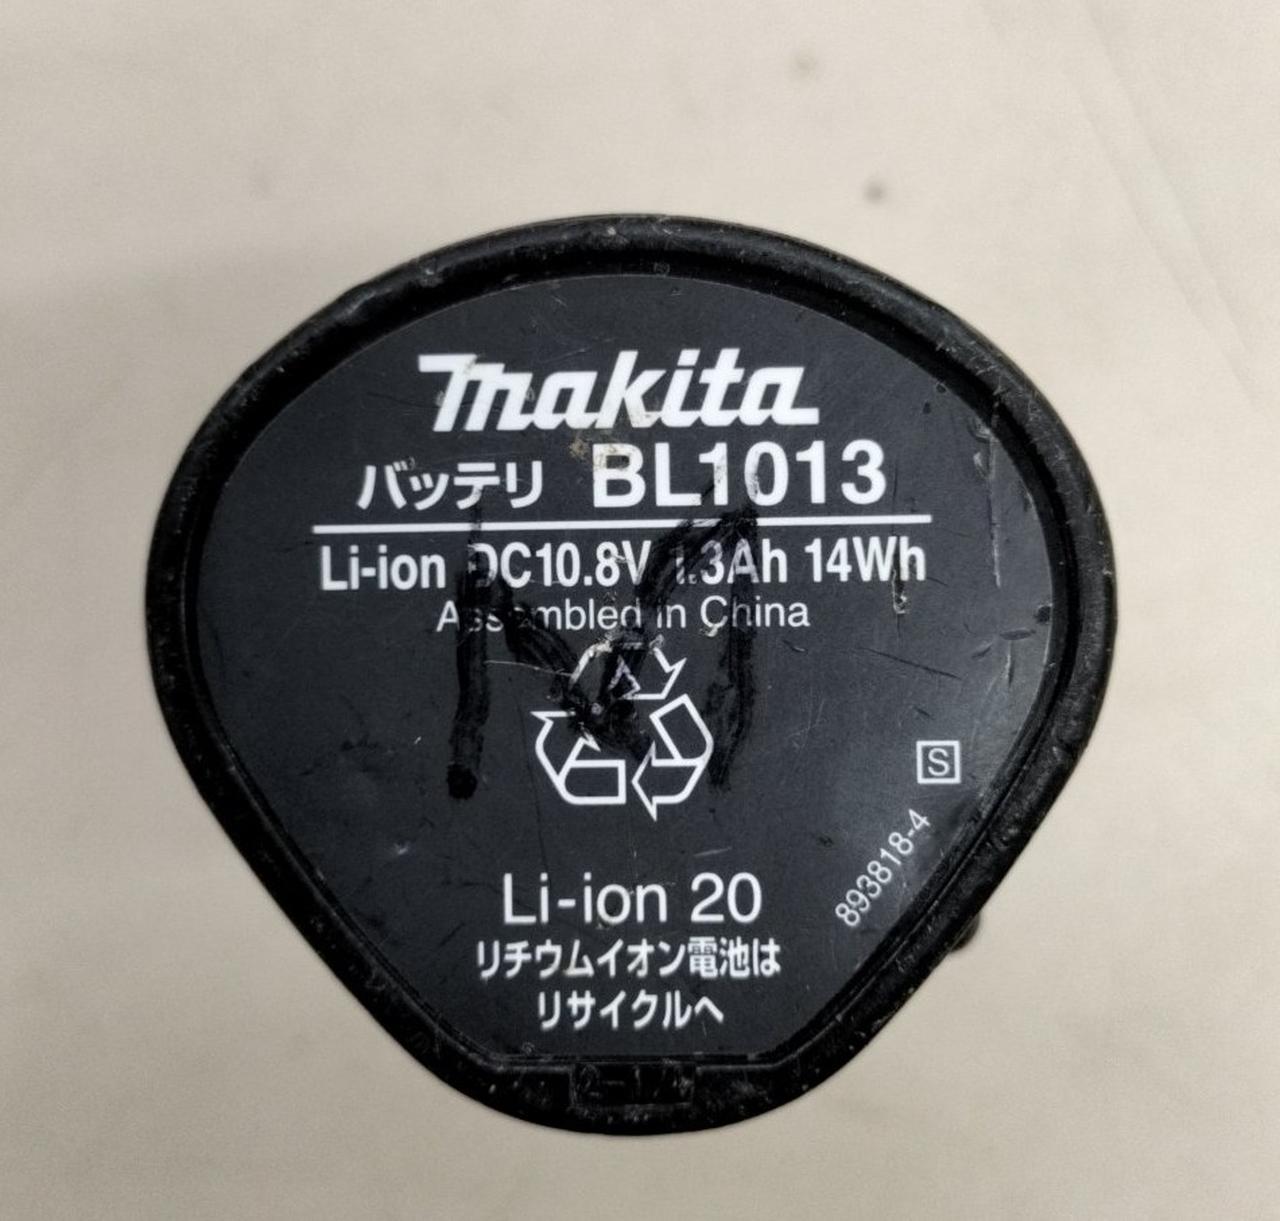 makita
バッテリ BL1013
Li-ion DC10.8V 1.3Ah 14Wh
Assembled in China
S
893818-4
Li-ion 20
リチウムイオン電池は
リサイクルへ